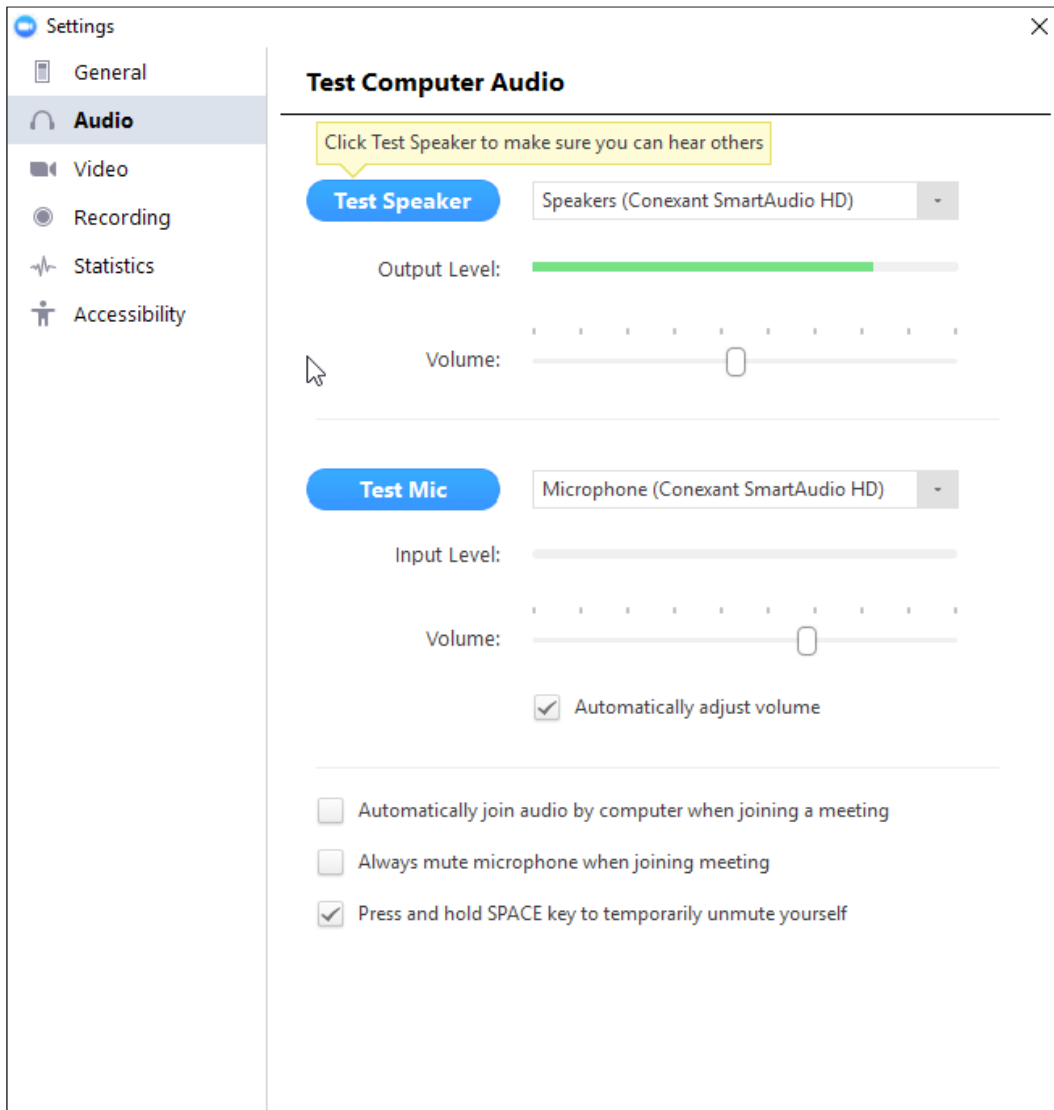 Settings
General
Audio
Video
Recording
Statistics
Accessibility
Test Computer Audio
Click Test Speaker to make sure you can hear others
Test Speaker
Speakers (Conexant SmartAudio HD)
Output Level:
Volume:
Test Mic
Microphone (Conexant SmartAudio HD)
Input Level:
Volume:
Automatically adjust volume
Automatically join audio by computer when joining a meeting
Always mute microphone when joining meeting
Press and hold SPACE key to temporarily unmute yourself